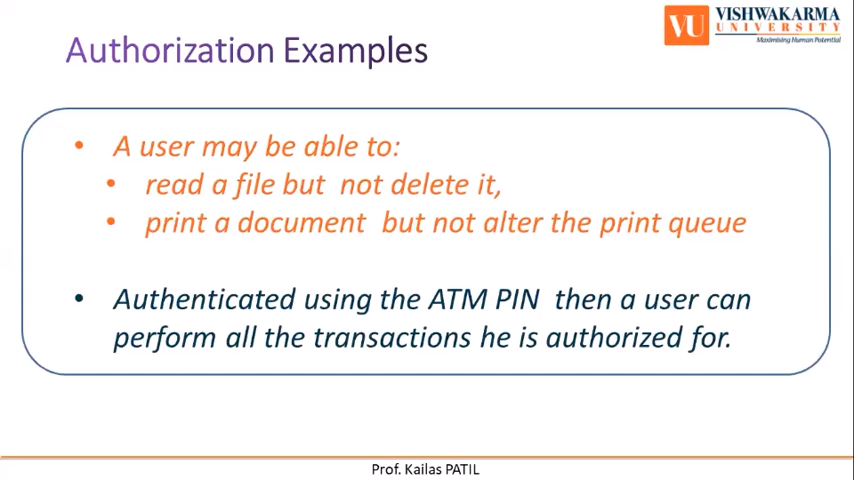 Authorization Examples
VU
VISHWAKARMA
UNIVERSITY
Maximising Human Potential
• A user may be able to:
• read a file but not delete it,
• print a document but not alter the print queue
• Authenticated using the ATM PIN then a user can
perform all the transactions he is authorized for.
Prof. Kailas PATIL